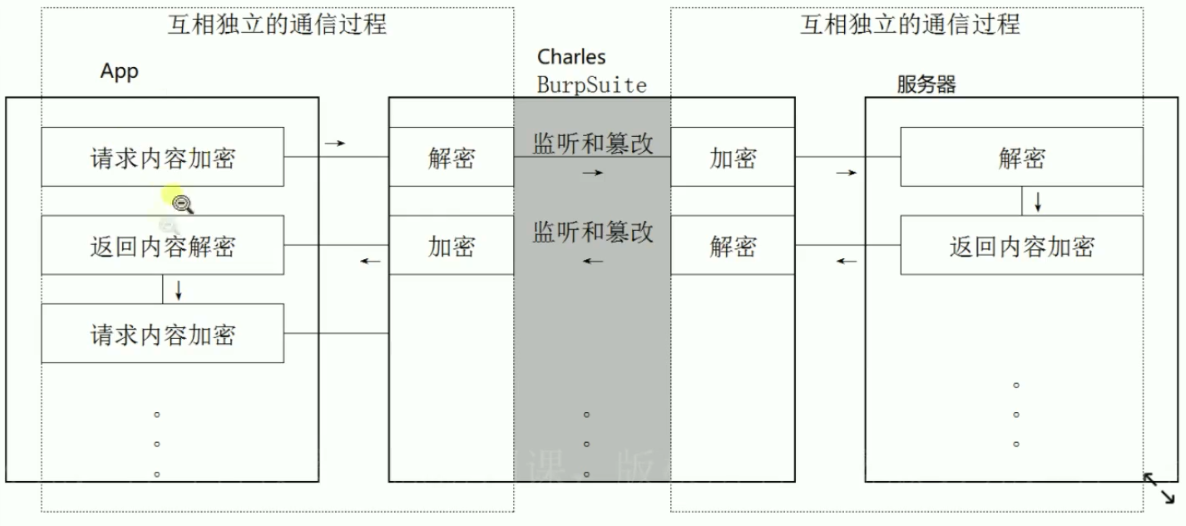 互相独立的通信过程
互相独立的通信过程
App
Charles
BurpSuite
服务器
请求内容加密
解密
监听和篡改
加密
解密
返回内容解密
加密
监听和篡改
解密
返回内容加密
请求内容加密
课 版